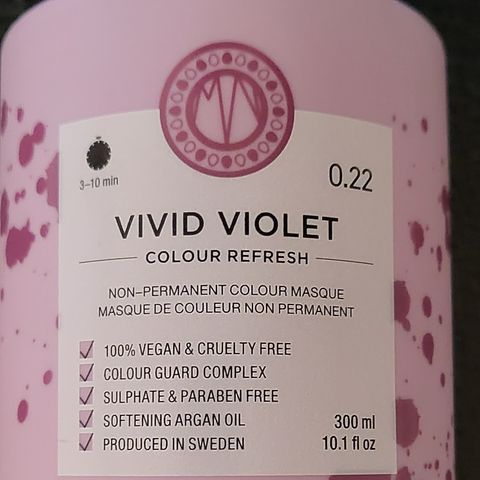 3-10 min
0.22
VIVID VIOLET
COLOUR REFRESH
NON-PERMANENT COLOUR MASQUE
MASQUE DE COULEUR NON PERMANENT
100% VEGAN & CRUELTY FREE
COLOUR GUARD COMPLEX
SULPHATE & PARABEN FREE
SOFTENING ARGAN OIL
300 ml
PRODUCED IN SWEDEN
10.1 fl oz